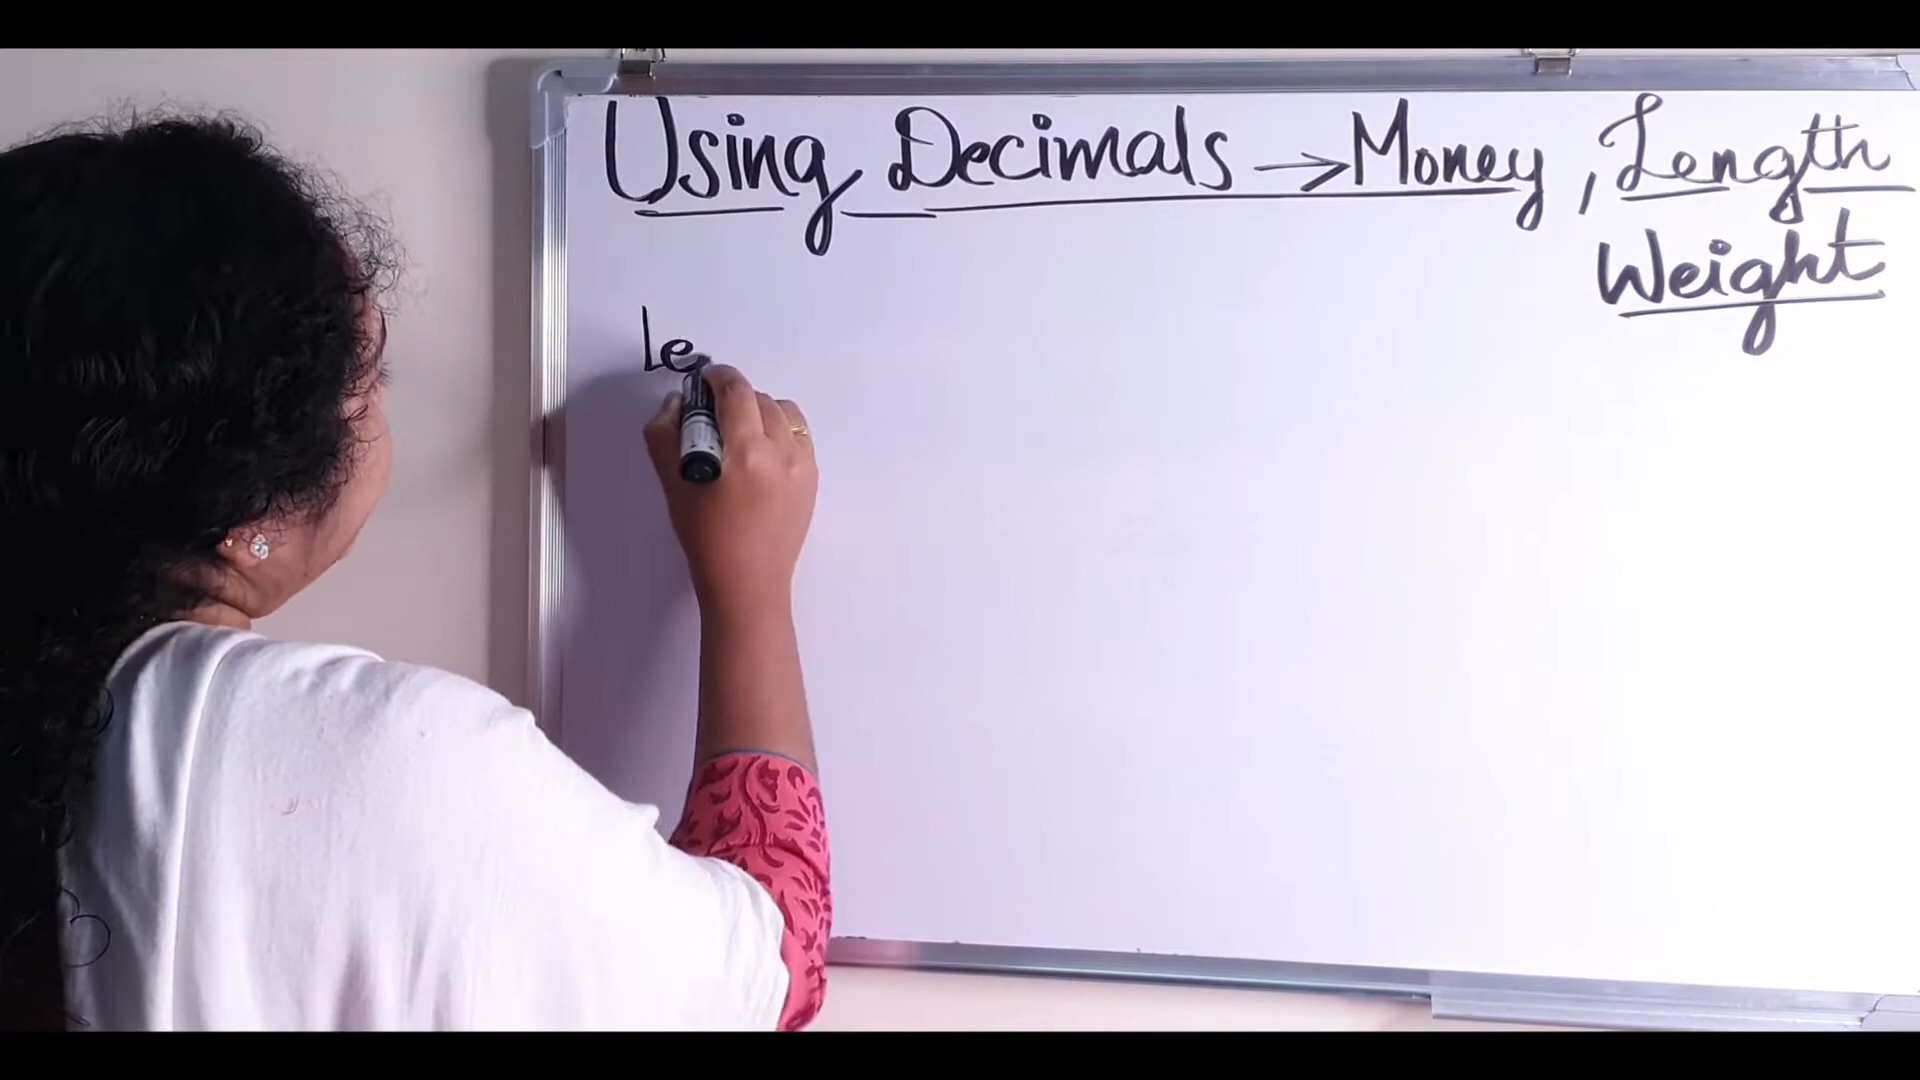 Using Decimals → Money, Length
Weight
Le